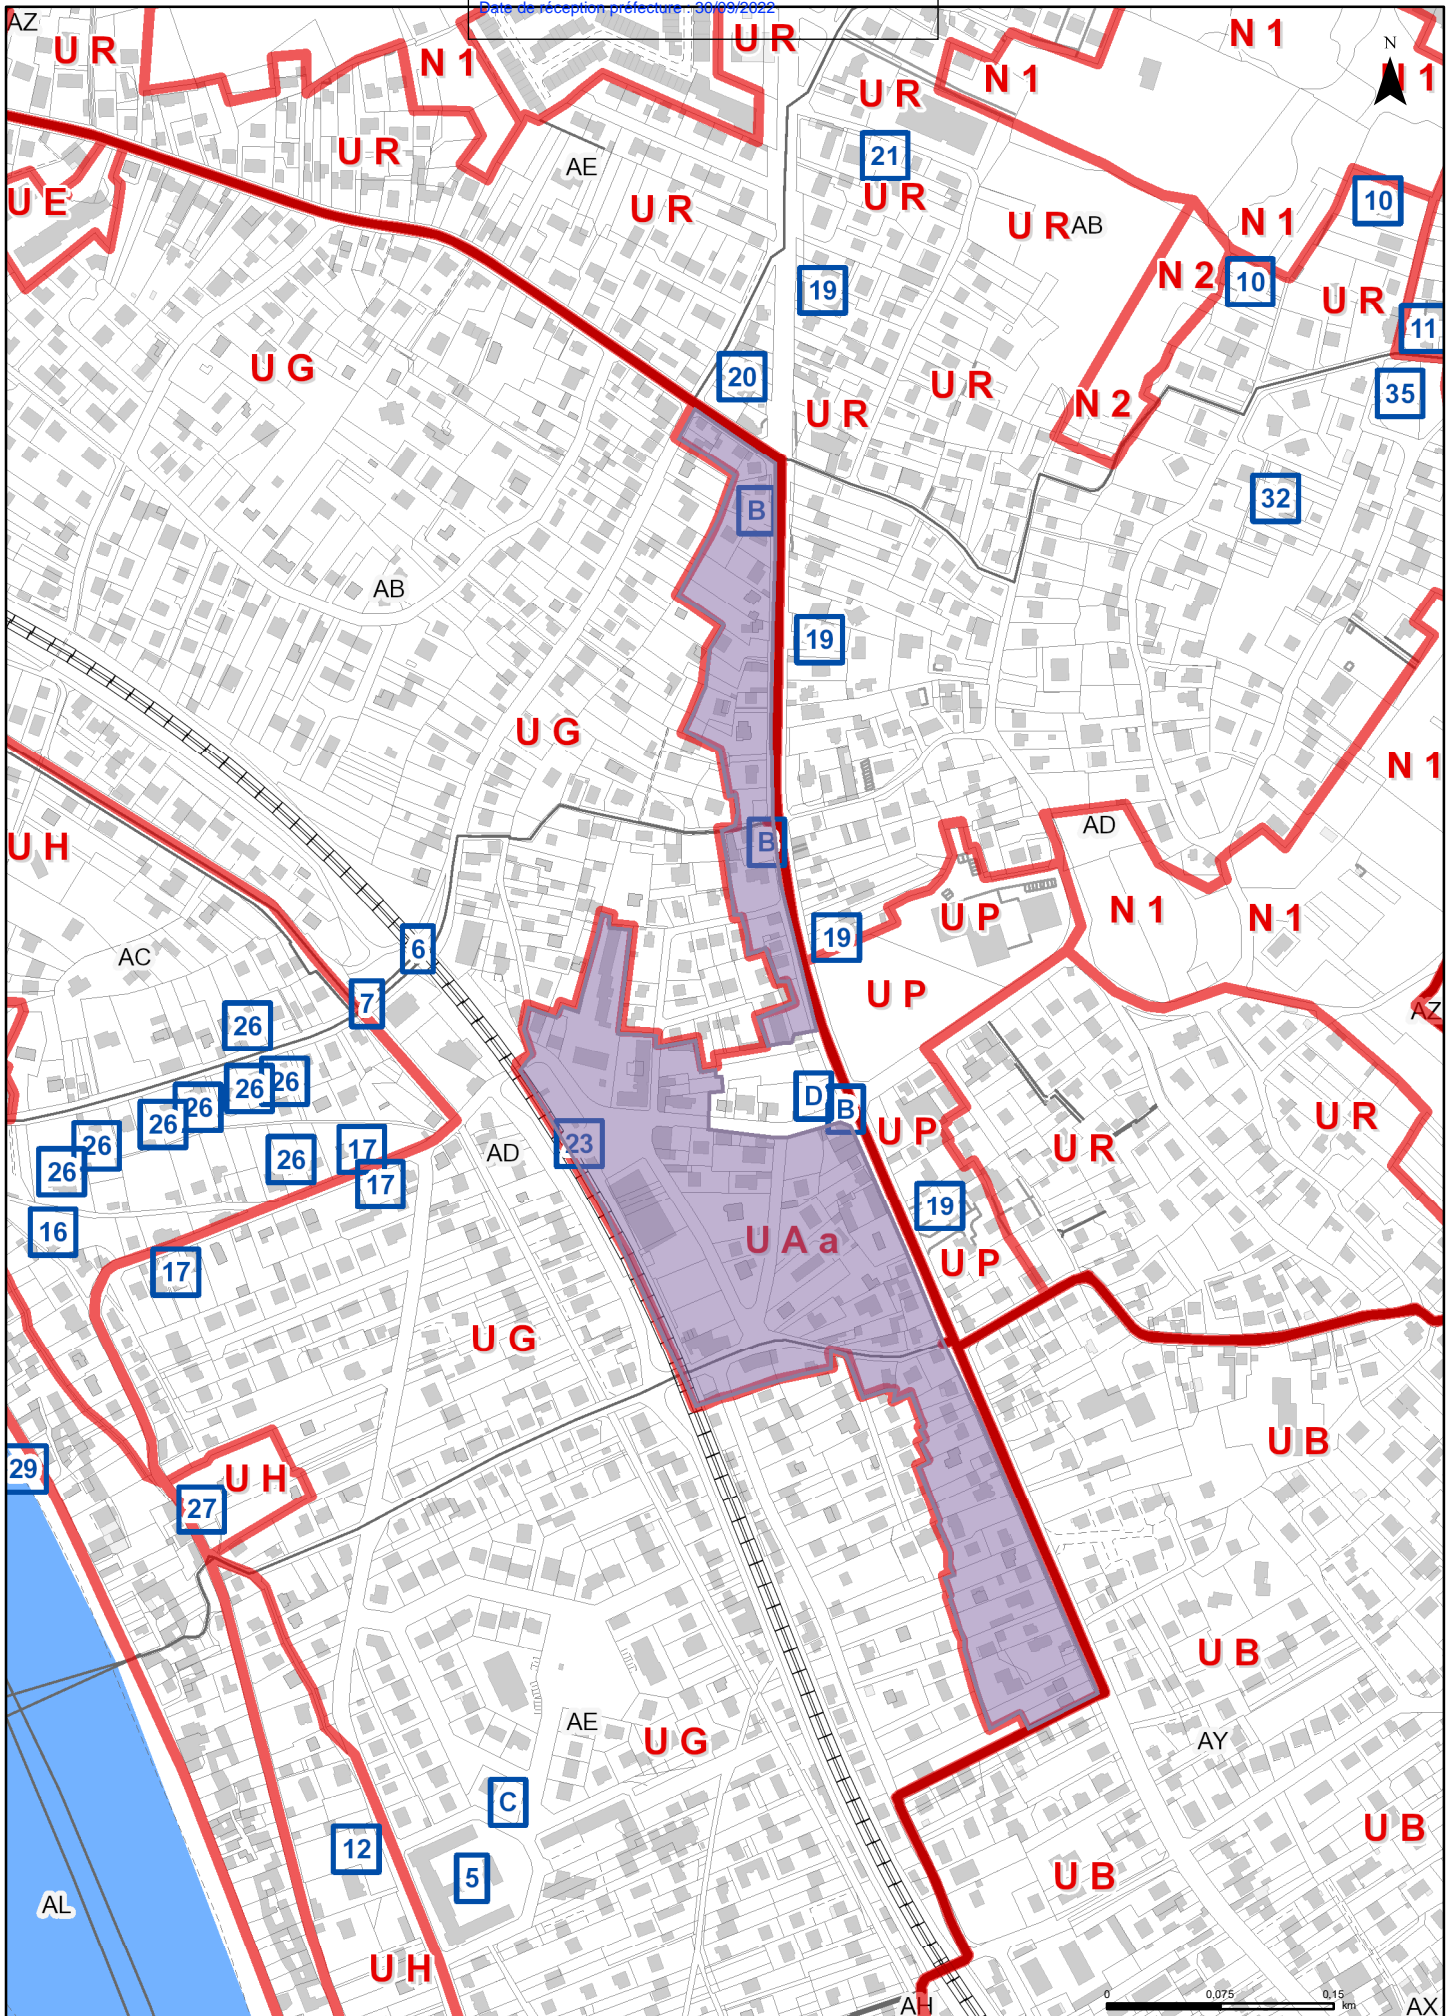 Date de réception préfecture : 30/09/2022
AZ
U R
N 1
U R
N 1
N
N 1
N 1
U R
U R
AE
21
U E
U R
U R
10
U R
AB
N 1
N 2
10
19
U R
11
U G
20
U R
35
U R
N 2
32
B
AB
19
U G
N 1
AD
U H
B
N 1
U P
N 1
19
6
AC
U P
7
AZ
26
26
26
D
B
26
26
U R
26
U P
23
17
26
U R
AD
26
17
19
16
U A a
U P
17
U G
U B
29
U H
27
U B
AE
U G
AY
C
U B
12
U B
5
AL
U H
0
0,075
0,15
km
AH
AX